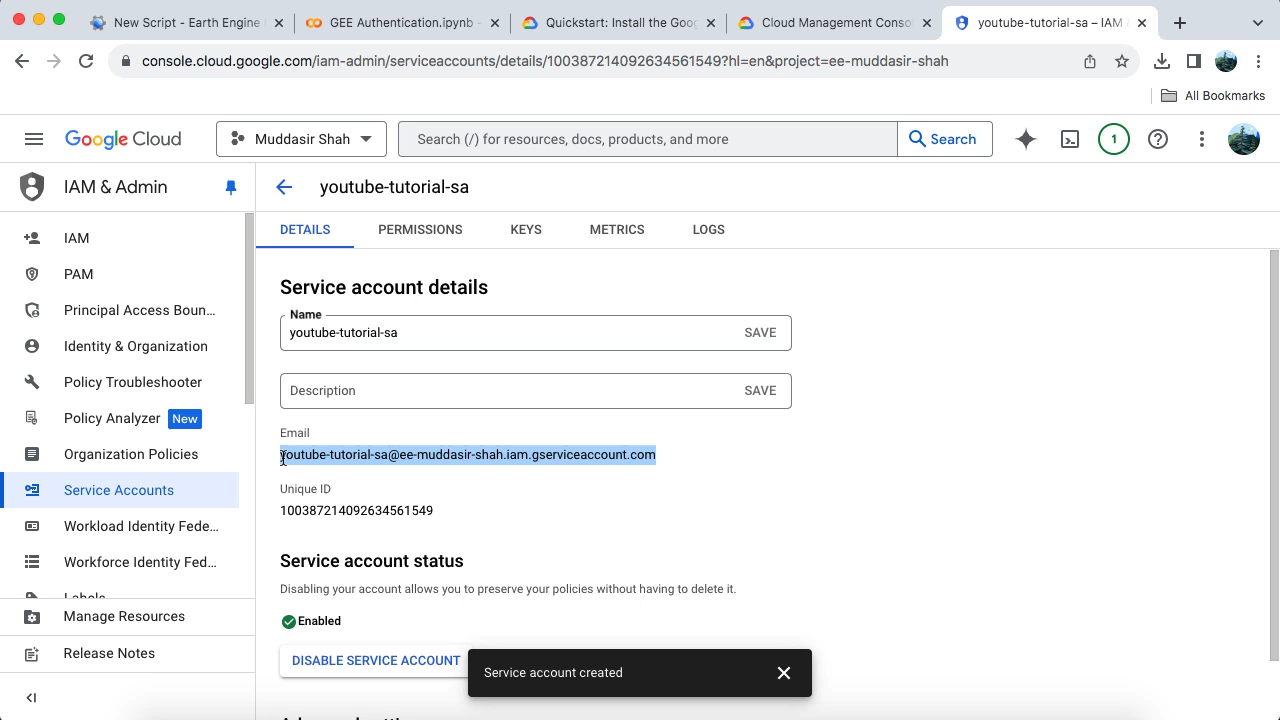 New Script - Earth Engine
GEE Authentication.ipynb -
Quickstart: Install the Goog
Cloud Management Conso
youtube-tutorial-sa – IAM &
console.cloud.google.com/iam-admin/serviceaccounts/details/100387214092634561549?hl=en&project=ee-muddasir-shah
All Bookmarks
Google Cloud
Muddasir Shah
Search (/) for resources, docs, products, and more
Search
1
IAM & Admin
youtube-tutorial-sa
DETAILS
PERMISSIONS
KEYS
METRICS
LOGS
IAM
PAM
Principal Access Boun...
Identity & Organization
Policy Troubleshooter
Policy Analyzer New
Organization Policies
Service Accounts
Workload Identity Fede...
Workforce Identity Fed...
Labels
Manage Resources
Release Notes
Service account details
Name
youtube-tutorial-sa
SAVE
Description
SAVE
Email
youtube-tutorial-sa@ee-muddasir-shah.iam.gserviceaccount.com
Unique ID
100387214092634561549
Service account status
Disabling your account allows you to preserve your policies without having to delete it.
Enabled
DISABLE SERVICE ACCOUNT
Service account created